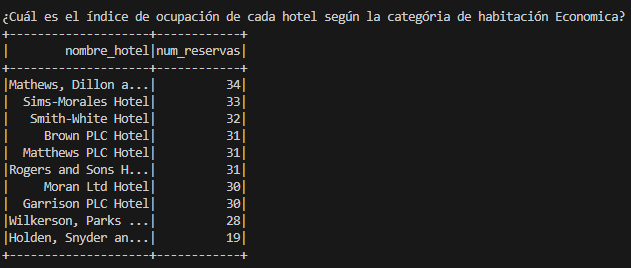 ¿Cuál es el índice de ocupación de cada hotel según la categória de habitación Economica?
+--------------------+------------+
|        nombre_hotel|num_reservas|
+--------------------+------------+
|Mathews, Dillon a...|          34|
|  Sims-Morales Hotel|          33|
|   Smith-White Hotel|          32|
|     Brown PLC Hotel|          31|
|  Matthews PLC Hotel|          31|
|Rogers and Sons H...|          31|
|     Moran Ltd Hotel|          30|
|  Garrison PLC Hotel|          30|
|Wilkerson, Parks ...|          28|
|Holden, Snyder an...|          19|
+--------------------+------------+